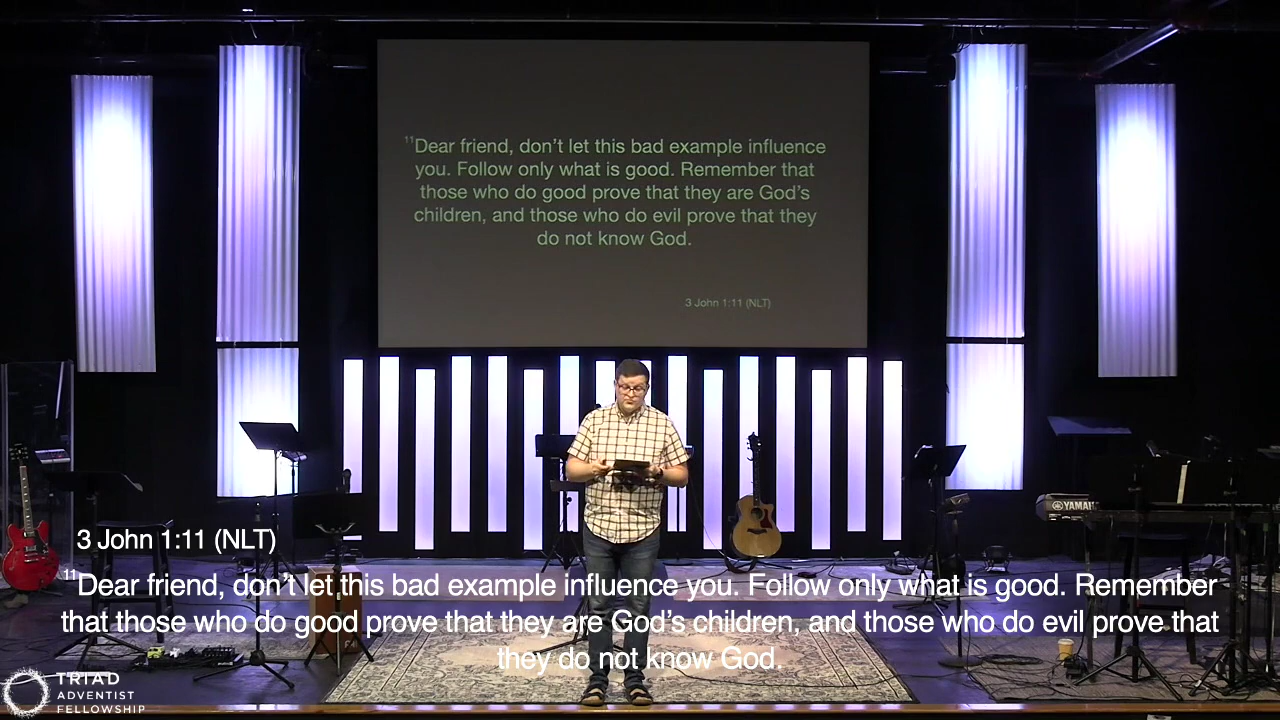 ¹¹Dear friend, don't let this bad example influence
you. Follow only what is good. Remember that
those who do good prove that they are God's
children, and those who do evil prove that they
do not know God.
3 John 1:11 (NLT)
YAMAHA
3 John 1:11 (NLT)
¹¹Dear friend, don't let this bad example influence you. Follow only what is good. Remember
that those who do good prove that they are God's children, and those who do evil prove that
they do not know God.
TRIAD
ADVENTIST
FELLOWSHIP